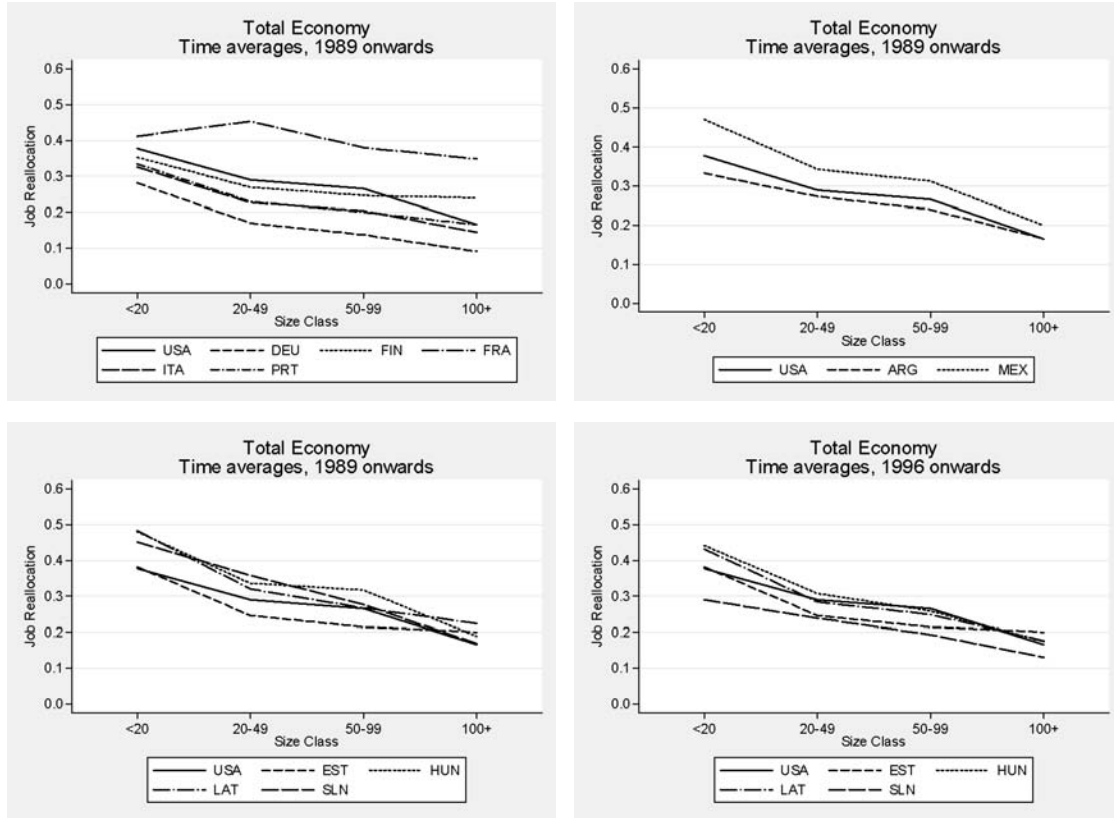 Total Economy
Time averages, 1989 onwards
Job Reallocation
0.6
0.5
0.4
0.3
0.2
0.1
0.0
<20 20-49 50-99 100+
Size Class
USA DEU FIN FRA
ITA PRT
Total Economy
Time averages, 1989 onwards
Job Reallocation
0.6
0.5
0.4
0.3
0.2
0.1
0.0
<20 20-49 50-99 100+
Size Class
USA ARG MEX
Total Economy
Time averages, 1989 onwards
Job Reallocation
0.6
0.5
0.4
0.3
0.2
0.1
0.0
<20 20-49 50-99 100+
Size Class
USA EST HUN
LAT SLN
Total Economy
Time averages, 1996 onwards
Job Reallocation
0.6
0.5
0.4
0.3
0.2
0.1
0.0
<20 20-49 50-99 100+
Size Class
USA EST HUN
LAT SLN